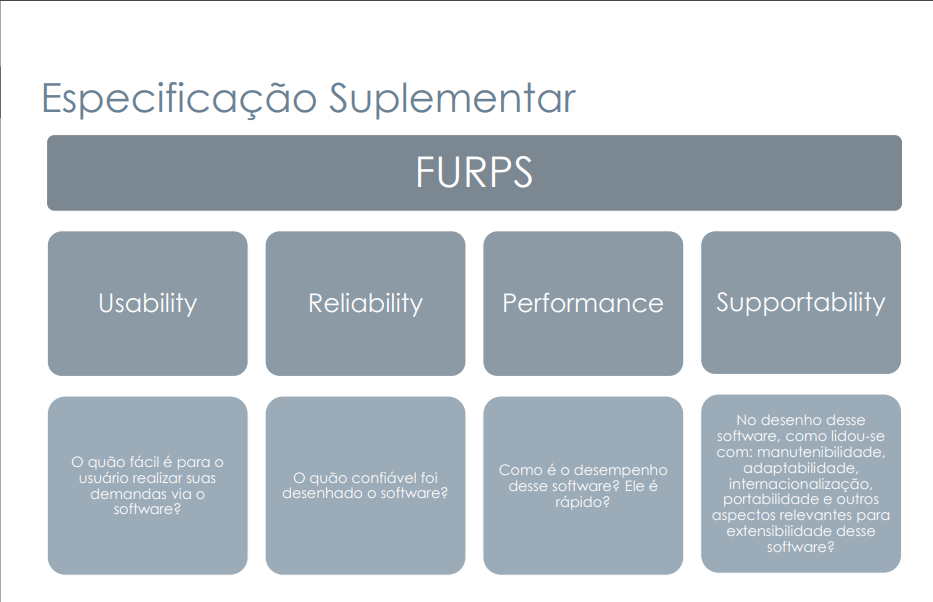 Especificação Suplementar
FURPS
Usability
Reliability
Performance
Supportability
O quão fácil é para o
usuário realizar suas
demandas via o
software?
O quão confiável foi
desenhado o software?
Como é o desempenho
desse software? Ele é
rápido?
No desenho desse
software, como lidou-se
com: manutenibilidade,
adaptabilidade,
internacionalização,
portabilidade e outros
aspectos relevantes para
extensibilidade desse
software?